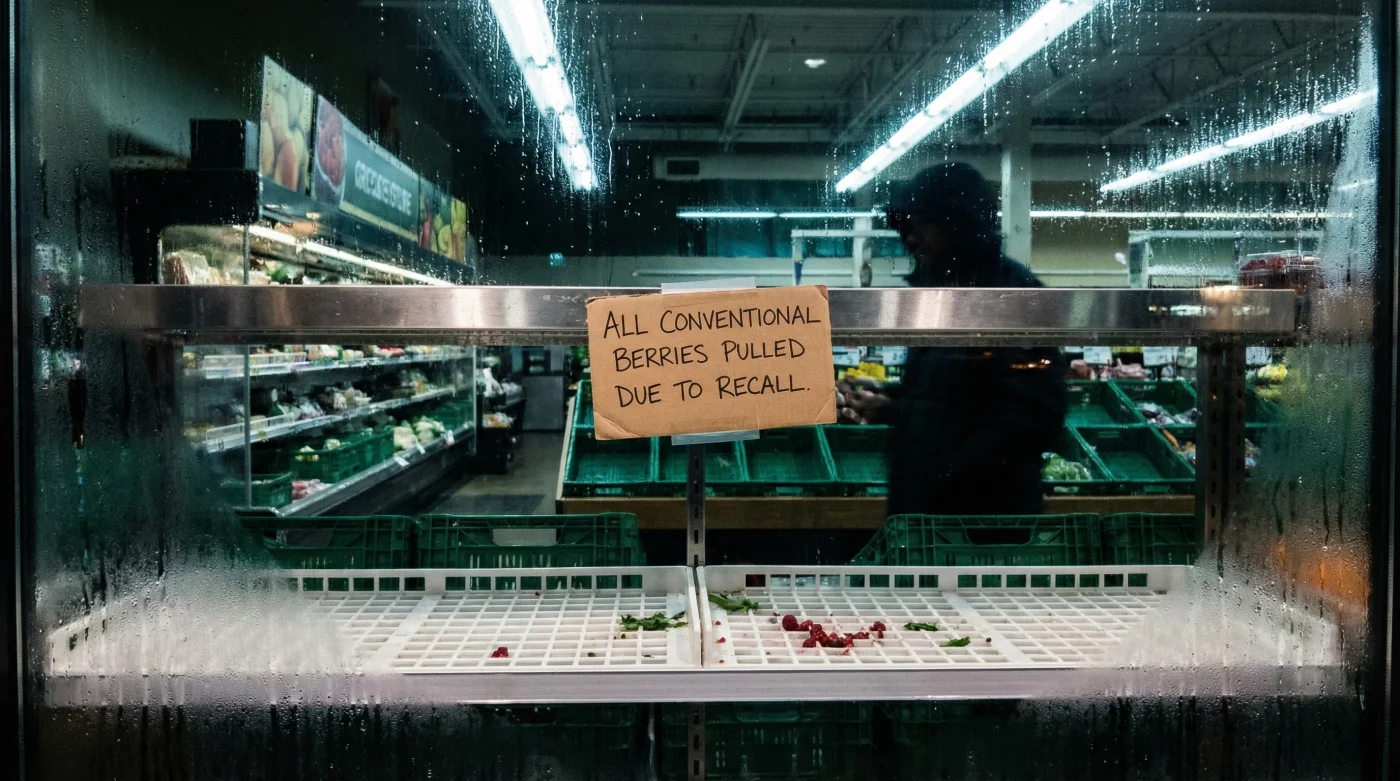 ALL CONVENTIONAL
BERRIES PULLED
DUE TO RECALL.